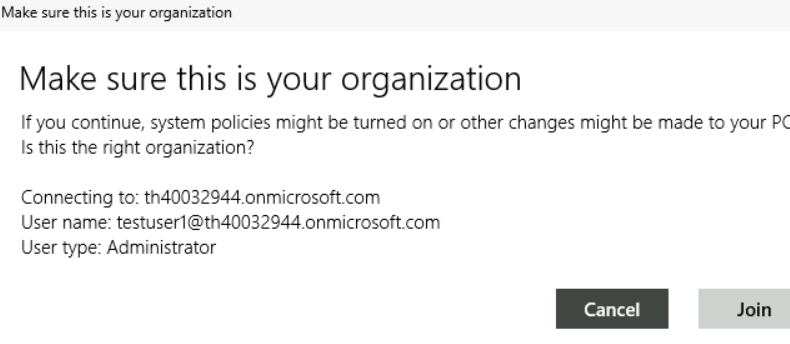 Make sure this is your organization
Make sure this is your organization
If you continue, system policies might be turned on or other changes might be made to your PC
Is this the right organization?
Connecting to: th40032944.onmicrosoft.com
User name: testuser1@th40032944.onmicrosoft.com
User type: Administrator
Cancel Join